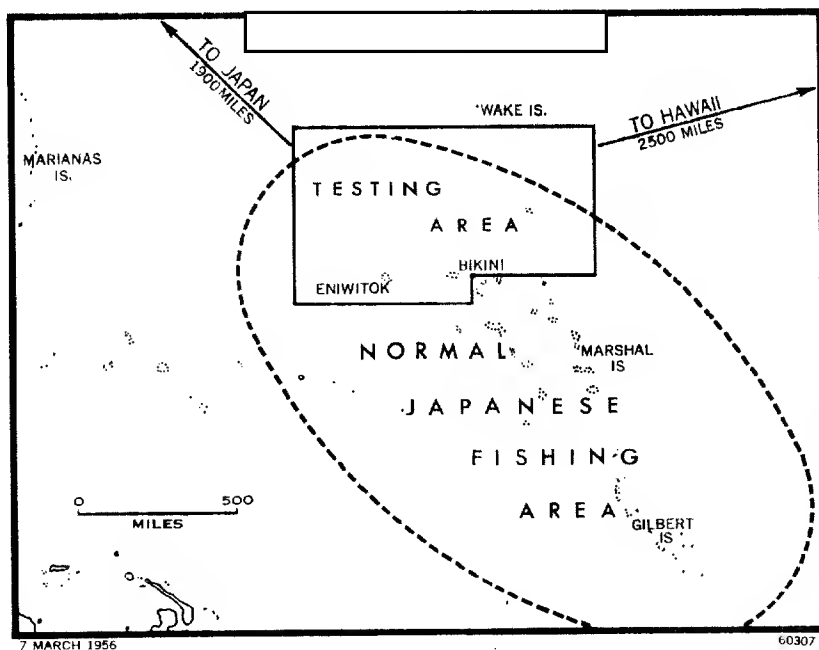 TO JAPAN
1900 MILES
'WAKE IS.
TO HAWAII
2500 MILES
MARIANAS
IS.
TESTING
AREA
BIKINI
ENIWITOK
NORMAL
MARSHAL
IS
JAPANESE
FISHING
0 500
MILES
AREA
GILBERT
IS
7 MARCH 1956
60307